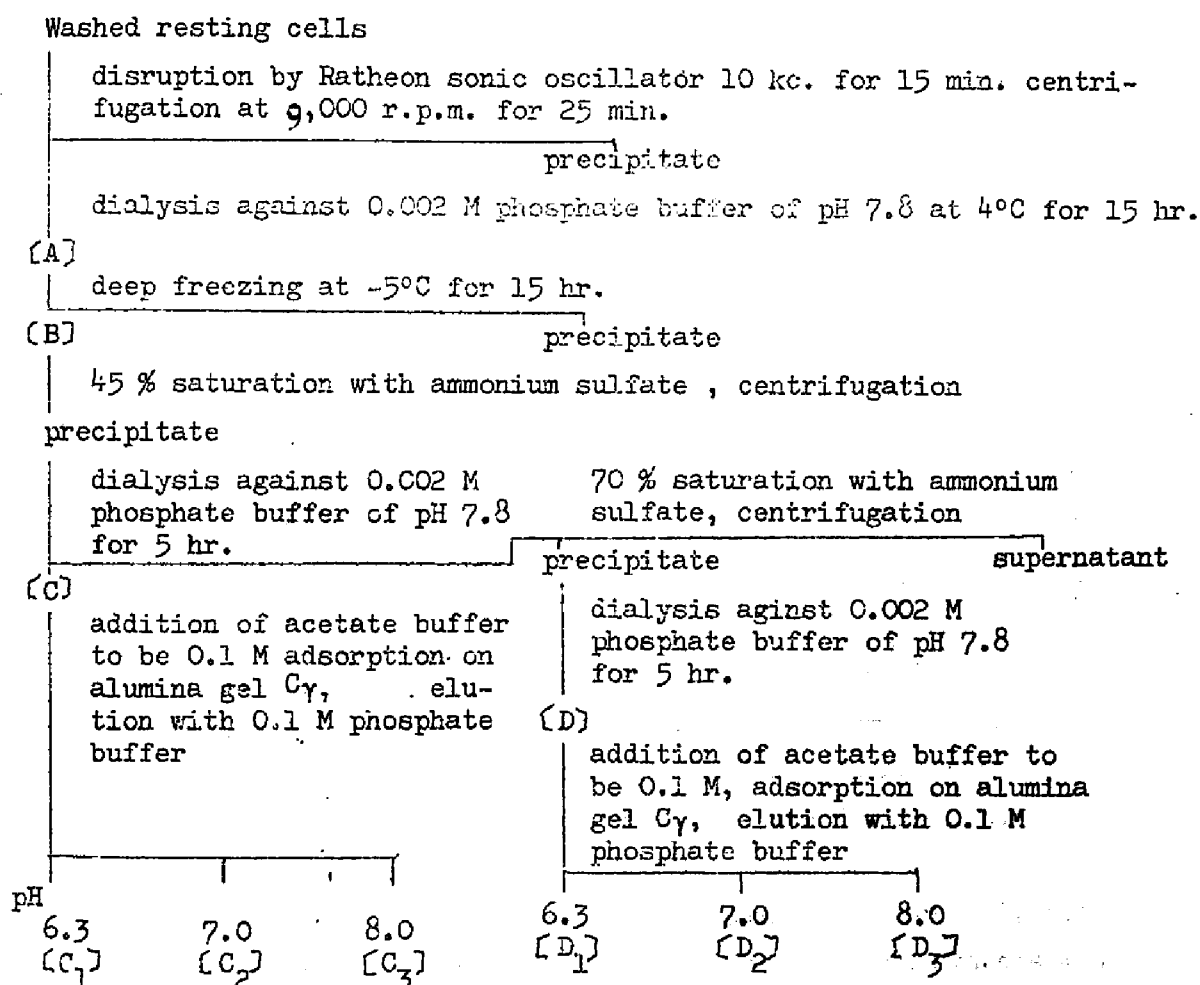 Washed resting cells
disruption by Ratheon sonic oscillator 10 kc. for 15 min. centri-
fugation at 9,000 r.p.m. for 25 min.
precipitate
dialysis against 0.002 M phosphate buffer of pH 7.8 at 4°C for 15 hr.
[A]
deep freezing at -5°C for 15 hr.
[B]
precipitate
45 % saturation with ammonium sulfate , centrifugation
precipitate
dialysis against 0.002 M
phosphate buffer of pH 7.8
for 5 hr.
70 % saturation with ammonium
sulfate, centrifugation
precipitate
supernatant
[C]
addition of acetate buffer
to be 0.1 M adsorption on
alumina gel Cγ, elu-
tion with 0.1 M phosphate
buffer
dialysis aginst 0.002 M
phosphate buffer of pH 7.8
for 5 hr.
[D]
addition of acetate buffer to
be 0.1 M, adsorption on alumina
gel Cγ, elution with 0.1 M
phosphate buffer
pH
6.3 7.0 8.0 6.3 7.0 8.0
[C₁] [C₂] [C₃] [D₁] [D₂] [D₃]